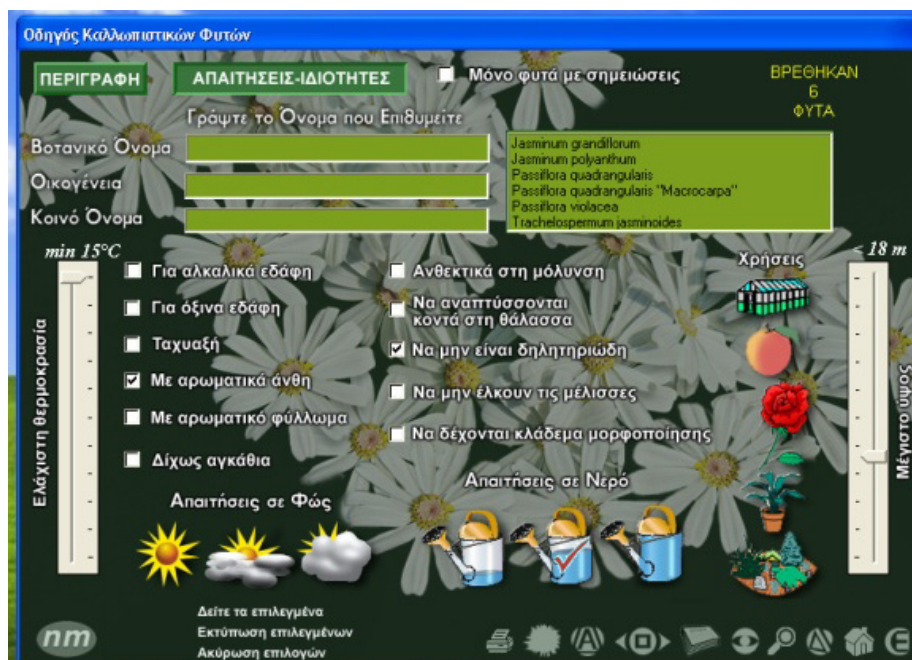 Οδηγός Καλλωπιστικών Φυτών
ΠΕΡΙΓΡΑΦΗ
ΑΠΑΙΤΗΣΕΙΣ-ΙΔΙΟΤΗΤΕΣ
Μόνο φυτά με σημειώσεις
ΒΡΕΘΗΚΑΝ
6
ΦΥΤΑ
Γράψτε το Όνομα που Επιθυμείτε
Βοτανικό Όνομα
Οικογένεια
Κοινό Όνομα
Jasminum grandiflorum
Jasminum polyanthum
Passiflora quadrangularis
Passiflora quadrangularis "Macrocarpa"
Passiflora violacea
Trachelospermum jasminoides
min 15°C
Ελάχιστη θερμοκρασία
Για αλκαλικά εδάφη
Για όξινα εδάφη
Ταχυαξή
Με αρωματικά άνθη
Με αρωματικό φύλλωμα
Δίχως αγκάθια
Ανθεκτικά στη μόλυνση
Να αναπτύσσονται
κοντά στη θάλασσα
Να μην είναι δηλητηριώδη
Να μην έλκουν τις μέλισσες
Να δέχονται κλάδεμα μορφοποίησης
Χρήσεις
< 18 m
Μέγιστο ύψος
Απαιτήσεις σε Φώς
Απαιτήσεις σε Νερό
Δείτε τα επιλεγμένα
Εκτύπωση επιλεγμένων
Ακύρωση επιλογών
nm